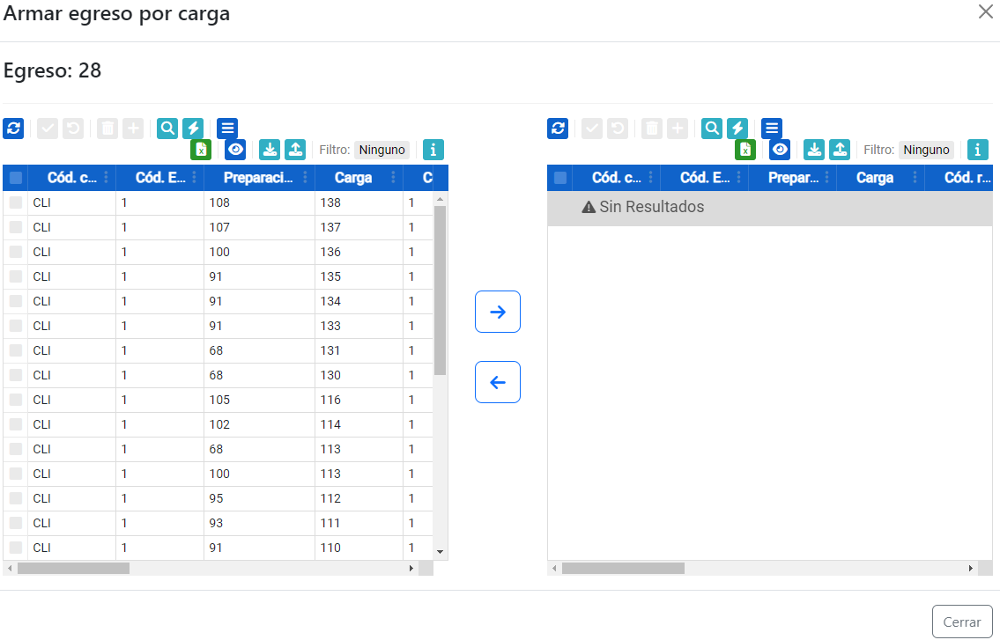 Armar egreso por carga
Egreso: 28
Filtro: Ninguno
Cód. c... Cód. E... Preparaci... Carga C
CLI 1 108 138 1
CLI 1 107 137 1
CLI 1 100 136 1
CLI 1 91 135 1
CLI 1 91 134 1
CLI 1 91 133 1
CLI 1 68 131 1
CLI 1 68 130 1
CLI 1 105 116 1
CLI 1 102 114 1
CLI 1 68 113 1
CLI 1 100 113 1
CLI 1 95 112 1
CLI 1 93 111 1
CLI 1 91 110 1
Filtro: Ninguno
Cód. c... Cód. E... Prepar... Carga Cód. r...
Sin Resultados
Cerrar